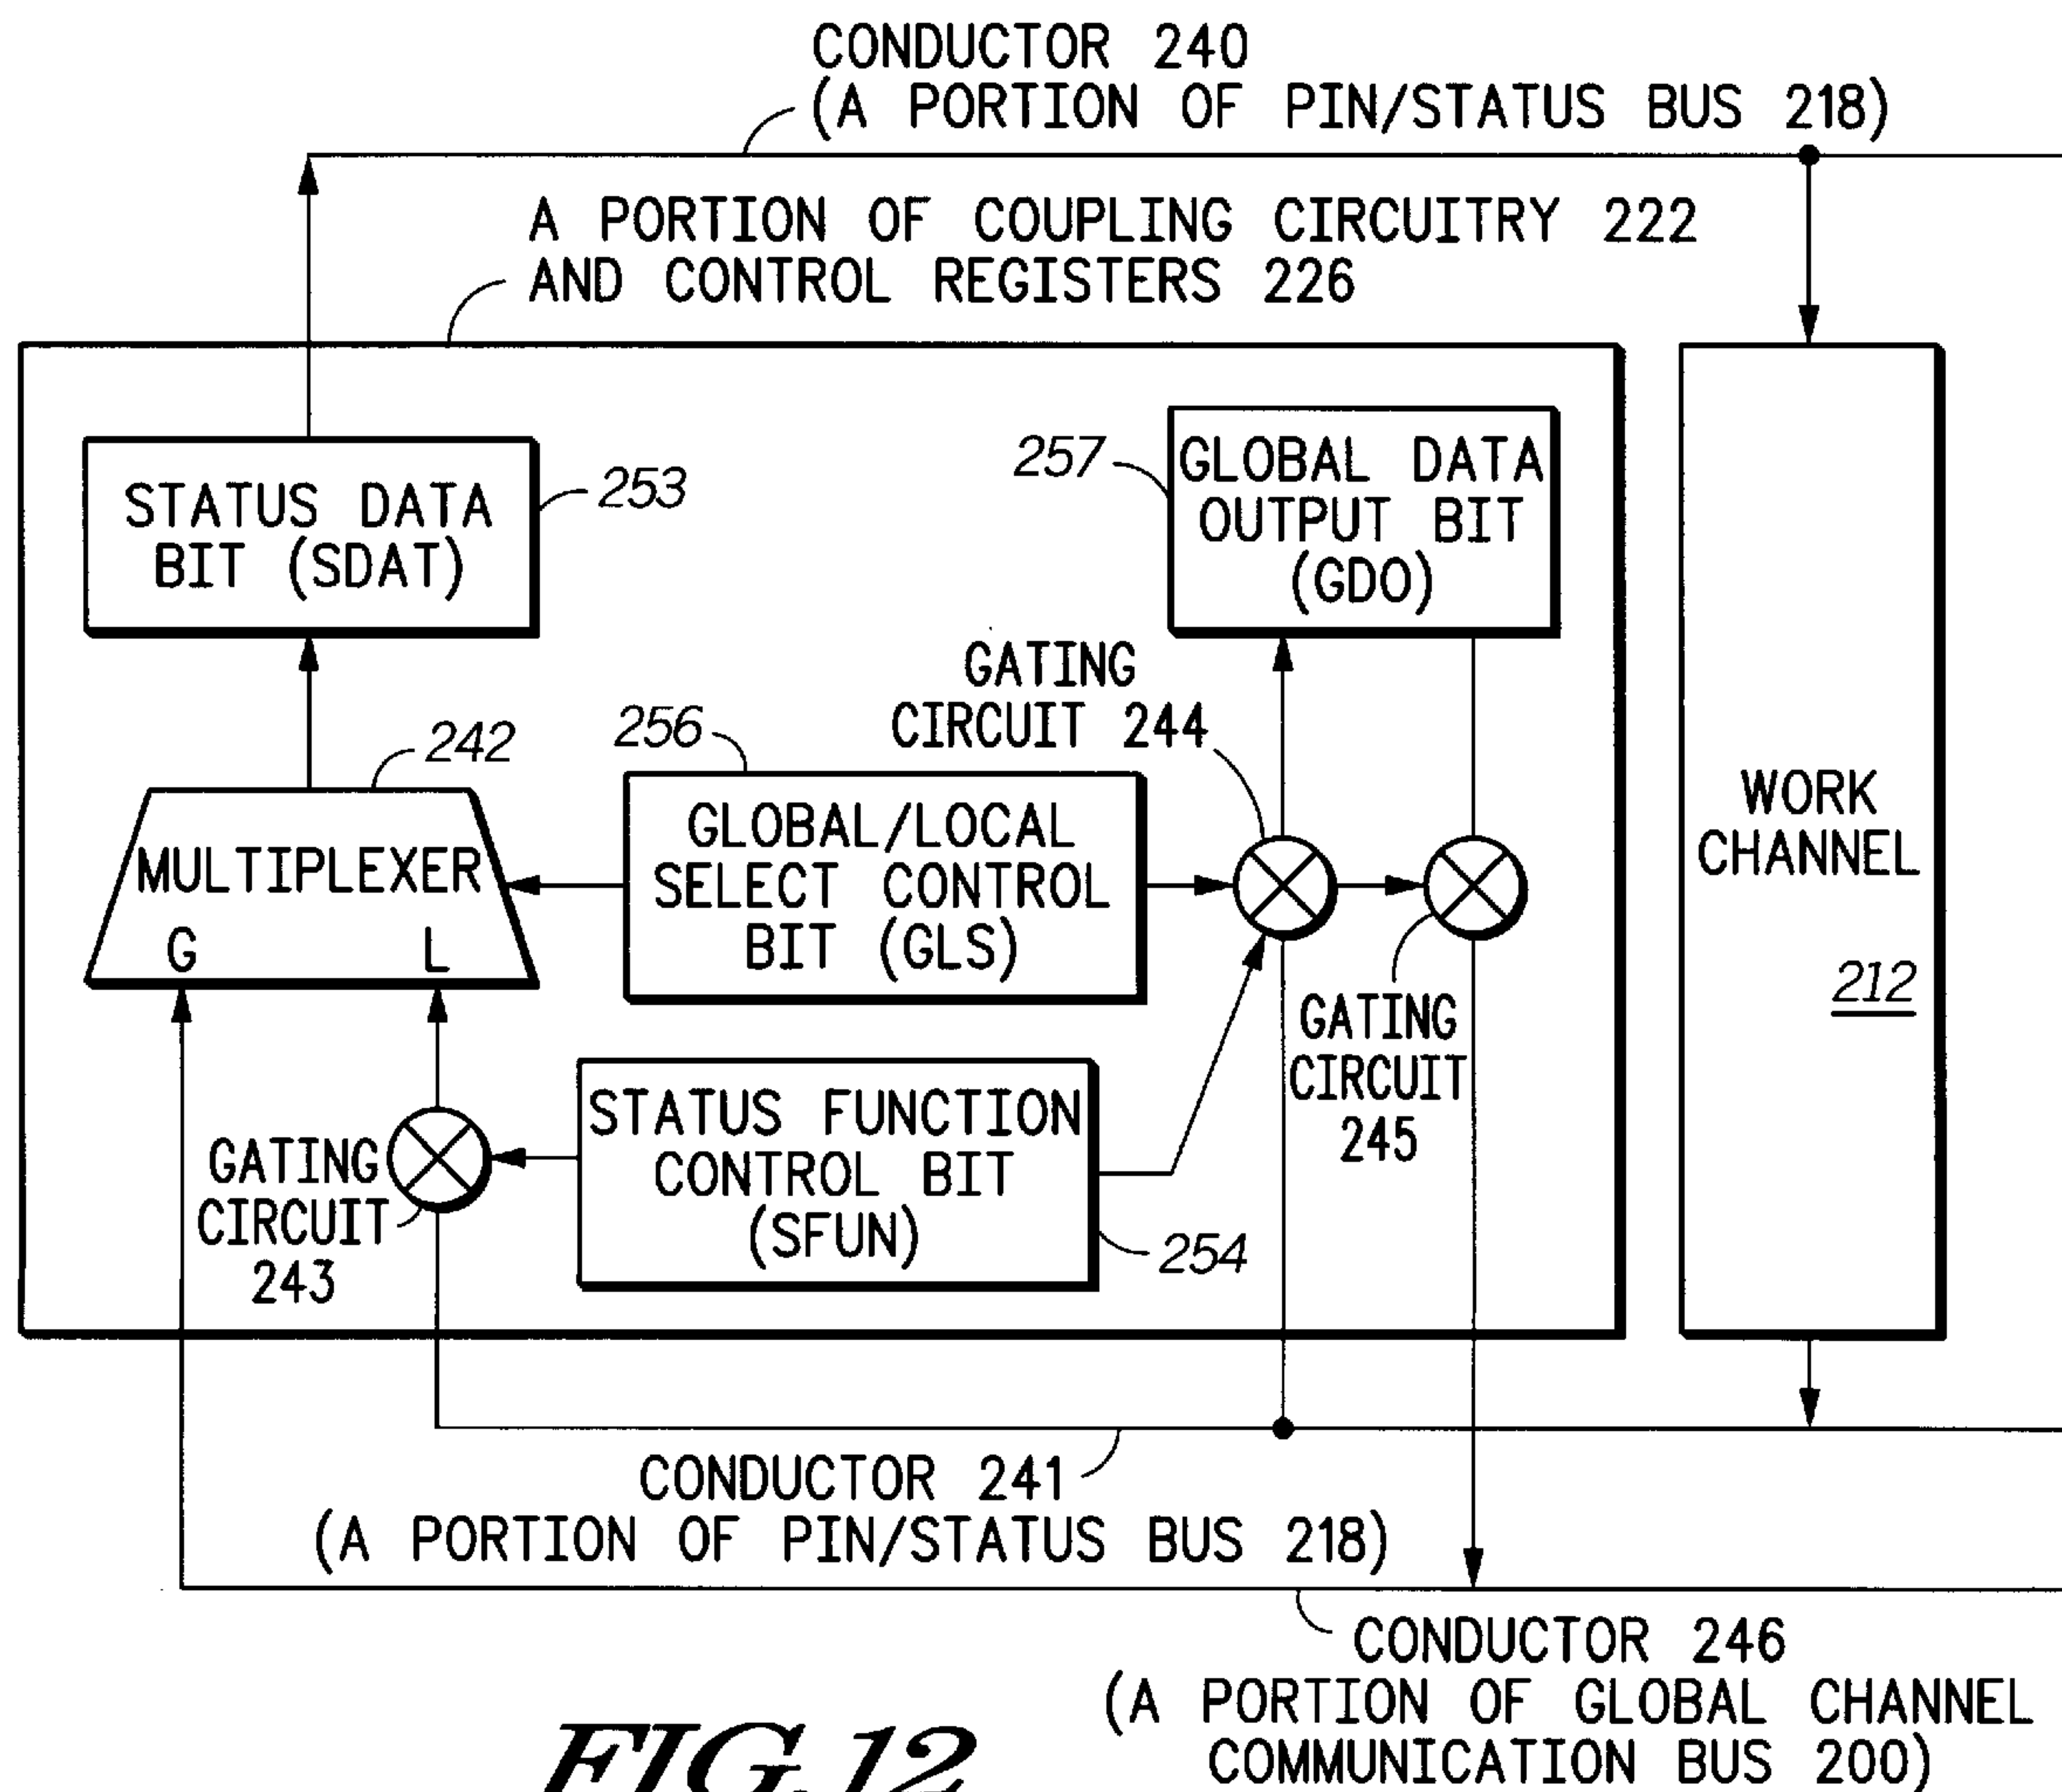 CONDUCTOR 240
(A PORTION OF PIN/STATUS BUS 218)
A PORTION OF COUPLING CIRCUITRY 222
AND CONTROL REGISTERS 226
STATUS DATA
BIT (SDAT)
253
257
GLOBAL DATA
OUTPUT BIT
(GDO)
GATING
CIRCUIT 244
242
256
MULTIPLEXER
G L
GLOBAL/LOCAL
SELECT CONTROL
BIT (GLS)
WORK
CHANNEL
212
GATING
CIRCUIT
245
GATING
CIRCUIT
243
STATUS FUNCTION
CONTROL BIT
(SFUN)
254
CONDUCTOR 241
(A PORTION OF PIN/STATUS BUS 218)
CONDUCTOR 246
(A PORTION OF GLOBAL CHANNEL
COMMUNICATION BUS 200)
FIG.12